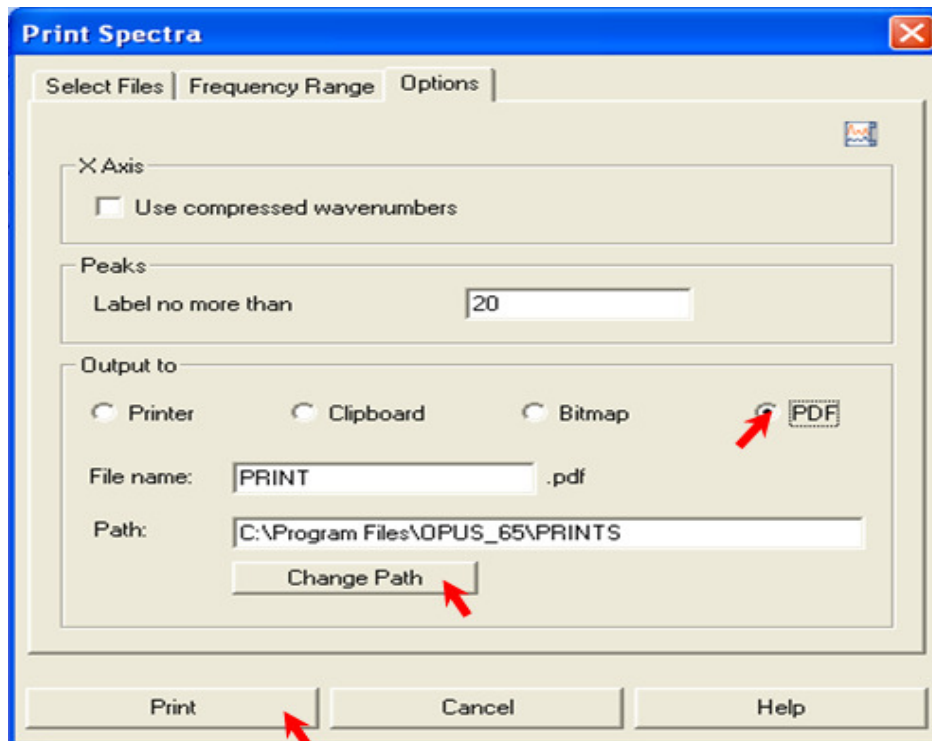 Print Spectra
Select Files Frequency Range Options
X Axis
Use compressed wavenumbers
Peaks
Label no more than 20
Output to
Printer Clipboard Bitmap PDF
File name: PRINT .pdf
Path: C:\Program Files\OPUS_65\PRINTS
Change Path
Print Cancel Help